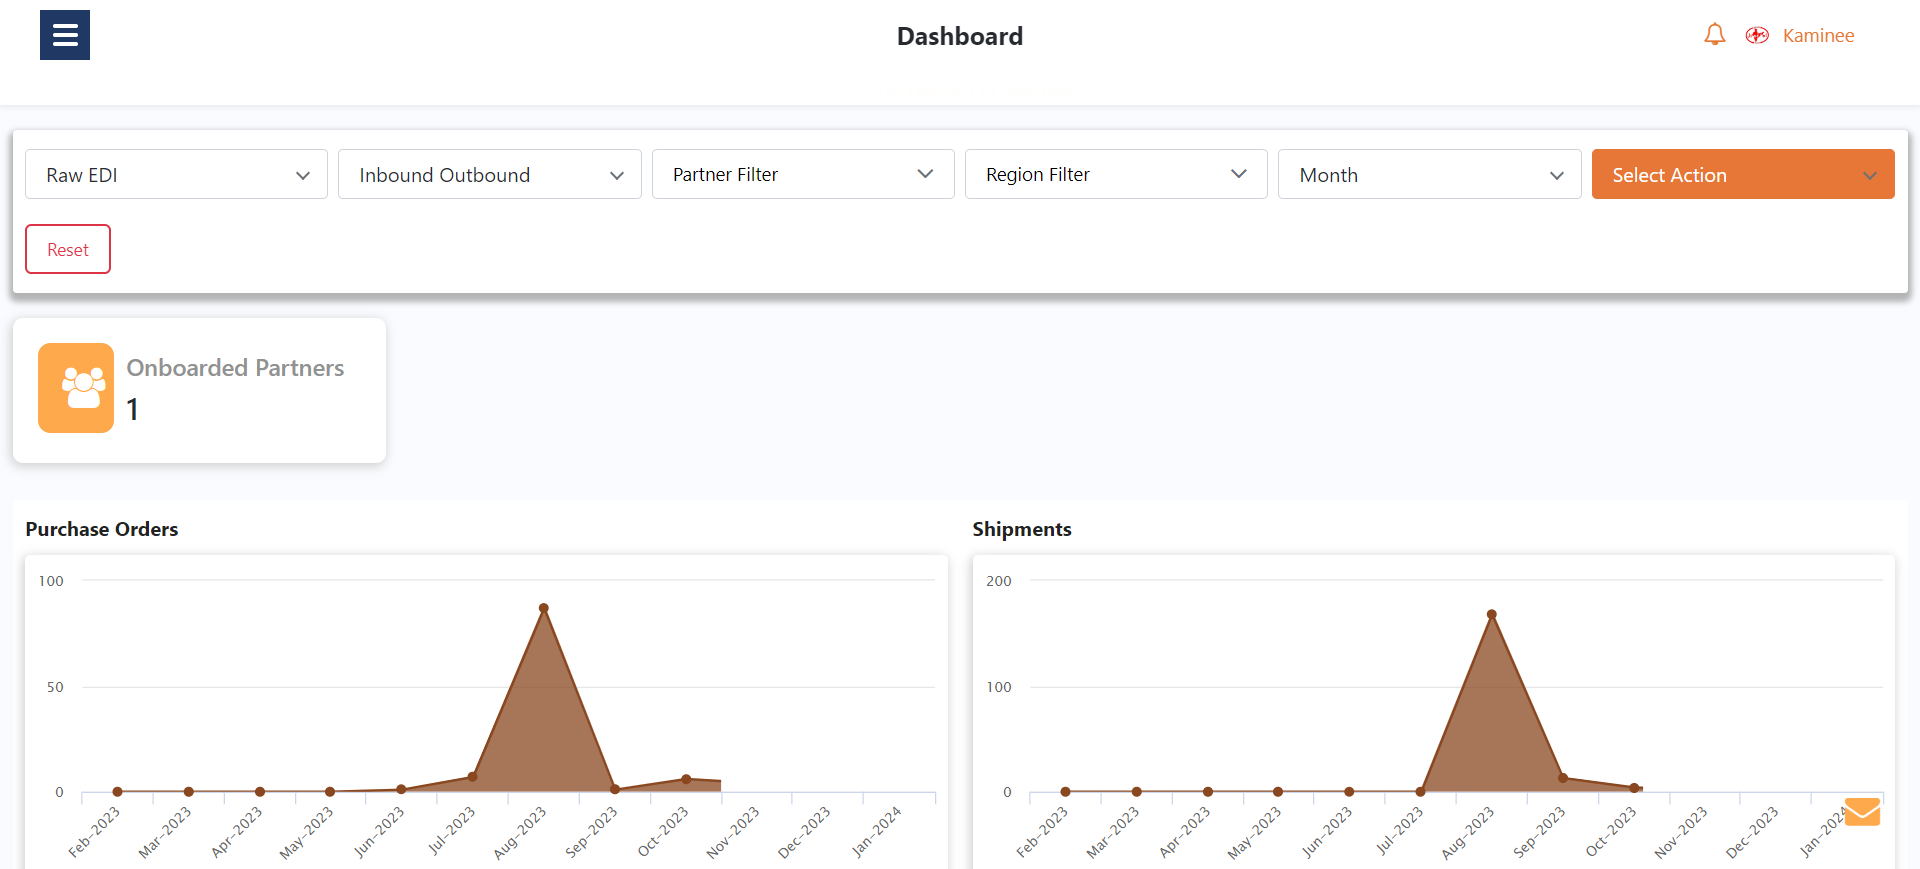 Dashboard
Kaminee
Raw EDI
Inbound Outbound
Partner Filter
Region Filter
Month
Select Action
Reset
Onboarded Partners
1
Purchase Orders
100
50
0
Feb-2023
Mar-2023
Apr-2023
May-2023
Jun-2023
Jul-2023
Aug-2023
Sep-2023
Oct-2023
Nov-2023
Dec-2023
Jan-2024
Shipments
200
100
0
Feb-2023
Mar-2023
Apr-2023
May-2023
Jun-2023
Jul-2023
Aug-2023
Sep-2023
Oct-2023
Nov-2023
Dec-2023
Jan-2024